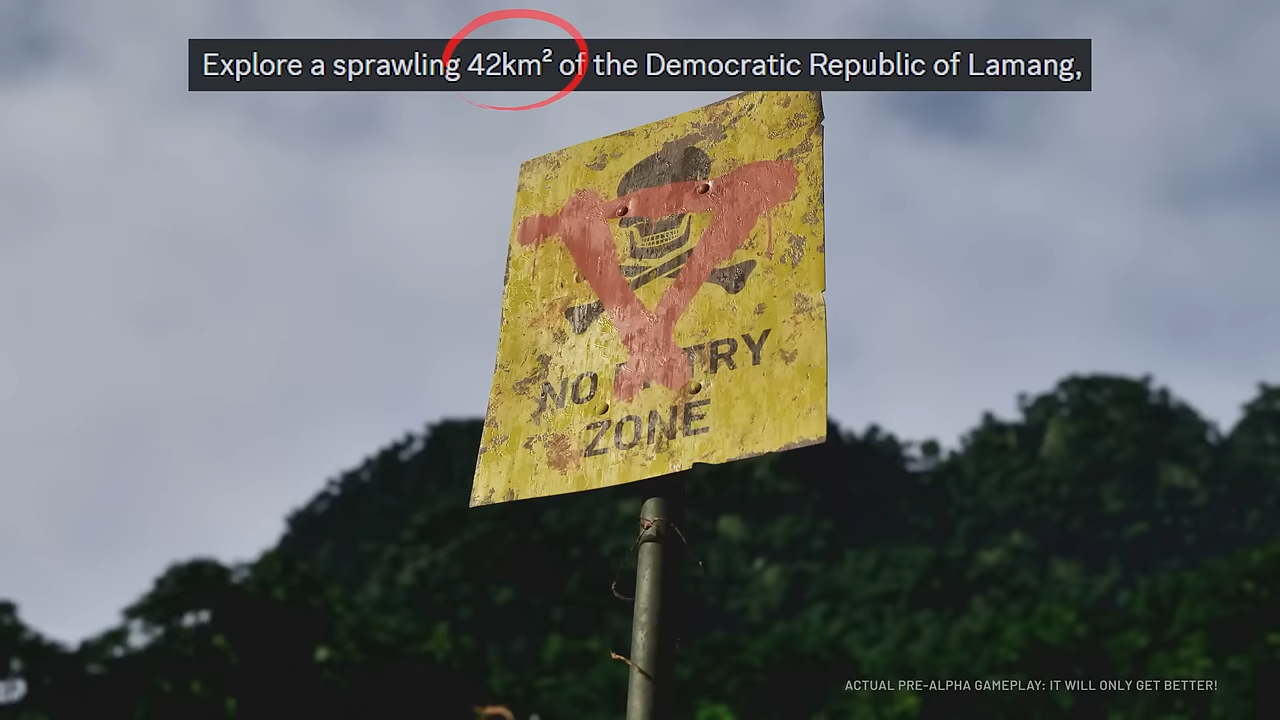 Explore a sprawling 42km² of the Democratic Republic of Lamang,
NO TRY
ZONE
ACTUAL PRE-ALPHA GAMEPLAY: IT WILL ONLY GET BETTER!